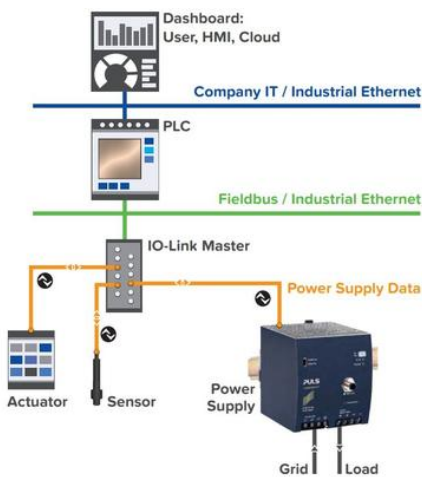 Dashboard:
User, HMI, Cloud
Company IT / Industrial Ethernet
PLC
Fieldbus / Industrial Ethernet
IO-Link Master
Power Supply Data
Actuator
Sensor
Power
Supply
PULS
Grid
Load